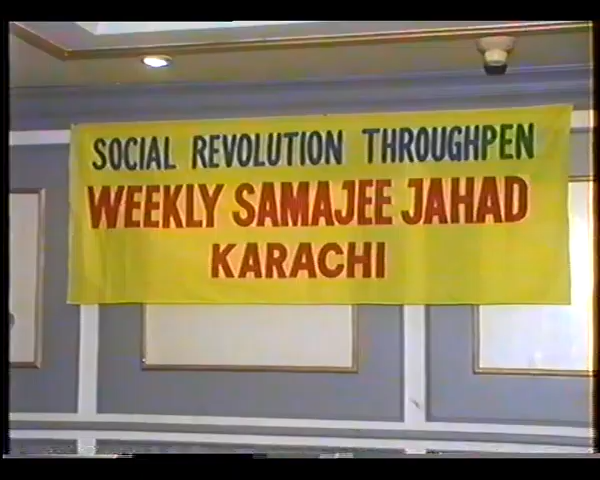 SOCIAL REVOLUTION THROUGHPEN
WEEKLY SAMAJEE JAHAD
KARACHI